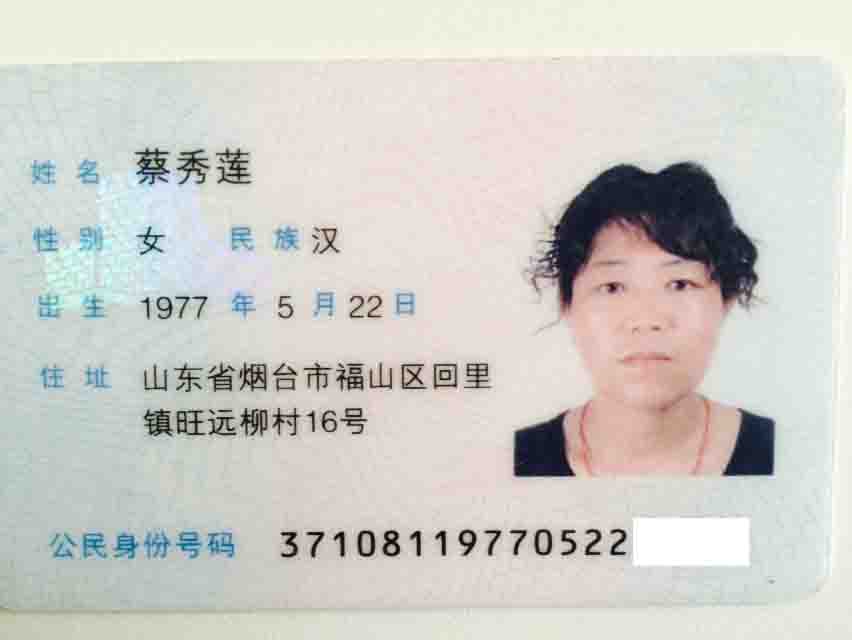 姓名 蔡秀莲
性别 女 民族 汉
出生 1977 年 5 月 22 日
住址 山东省烟台市福山区回里
镇旺远柳村16号
公民身份号码 37108119770522